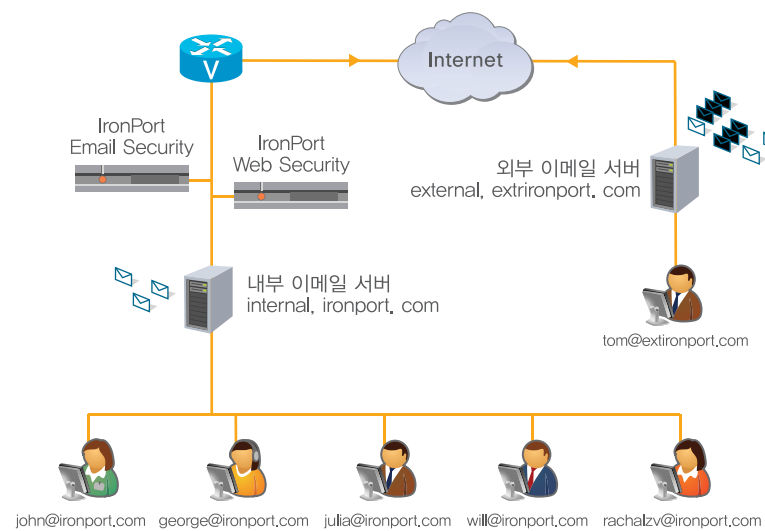 V
Internet
IronPort
Email Security
IronPort
Web Security
외부 이메일 서버
external, extrironport. com
내부 이메일 서버
internal, ironport. com
tom@extironport.com
john@ironport.com
george@ironport.com
julia@ironport.com
will@ironport.com
rachalzv@ironport.com